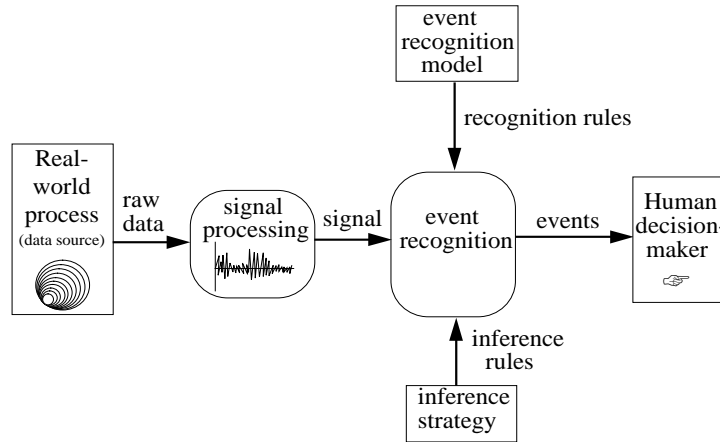 event
recognition
model
recognition rules
Real-
world
process
(data source)
raw
data
signal
processing
signal
event
recognition
events
Human
decision-
maker
inference
rules
inference
strategy